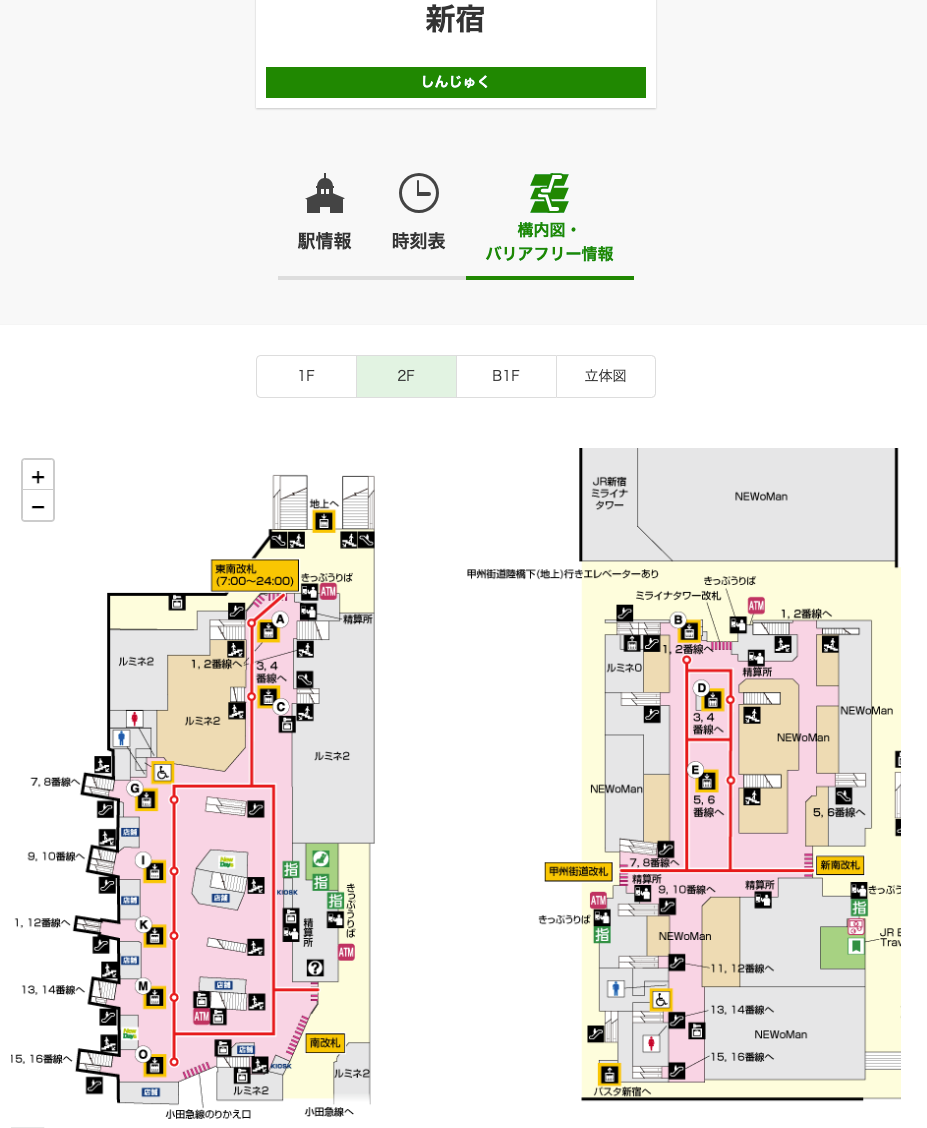 新宿
しんじゅく
駅情報
時刻表
構内図・
バリアフリー情報
1F
2F
B1F
立体図
+
−
地上へ
東南改札
(7:00～24:00)
きっぷうりば
ATM
精算所
A
1, 2番線へ
3, 4
番線へ
C
ルミネ2
ルミネ2
ルミネ2
7, 8番線へ
G
店舗
9, 10番線へ
I
New
Days
店舗
店舗
指
指
指
KIOSK
きっぷうりば
精算所
ATM
1, 12番線へ
K
店舗
?
13, 14番線へ
M
店舗
ATM
New
Days
15, 16番線へ
O
店舗
KIOSK
南改札
ルミネ2
ルミネ2
店舗
小田急線のりかえ口
小田急線へ
JR新宿
ミライナ
タワー
NEWoMan
甲州街道陸橋下(地上)行きエレベーターあり
きっぷうりば
ミライナタワー改札
ATM
1, 2番線へ
B
1, 2番線へ
精算所
ルミネ0
D
3, 4
番線へ
NEWoMan
NEWoMan
E
5, 6
番線へ
NEWoMan
5, 6番線へ
7, 8番線へ
甲州街道改札
新南改札
精算所
9, 10番線へ
精算所
きっぷう
ATM
きっぷうりば
指
指
NEWoMan
JR E
Trav
11, 12番線へ
13, 14番線へ
NEWoMan
15, 16番線へ
バスタ新宿へ